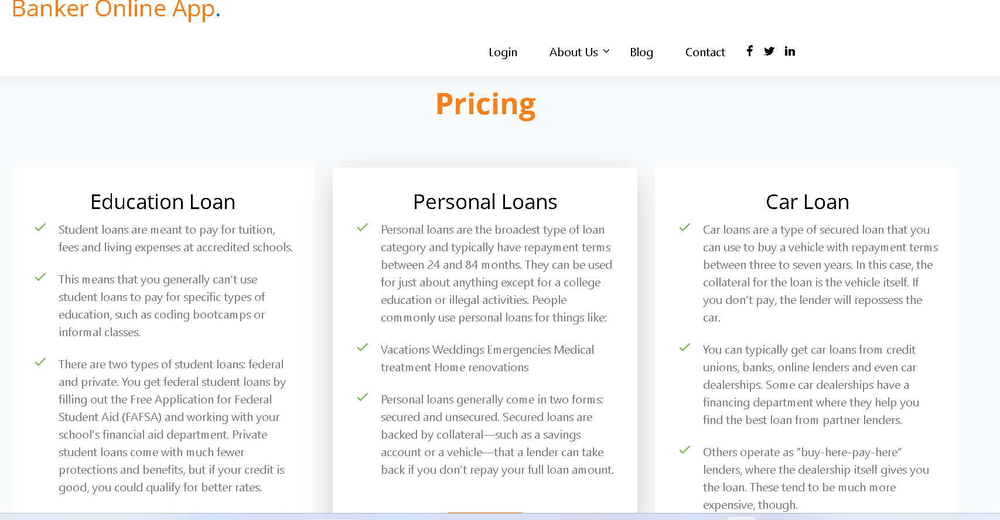 Banker Online App.
Login About Us Blog Contact
Pricing
Education Loan
Student loans are meant to pay for tuition,
fees and living expenses at accredited schools.
This means that you generally can't use
student loans to pay for specific types of
education, such as coding bootcamps or
informal classes.
There are two types of student loans: federal
and private. You get federal student loans by
filling out the Free Application for Federal
Student Aid (FAFSA) and working with your
school's financial aid department. Private
student loans come with much fewer
protections and benefits, but if your credit is
good, you could qualify for better rates.
Personal Loans
Personal loans are the broadest type of loan
category and typically have repayment terms
between 24 and 84 months. They can be used
for just about anything except for a college
education or illegal activities. People
commonly use personal loans for things like:
Vacations Weddings Emergencies Medical
treatment Home renovations
Personal loans generally come in two forms:
secured and unsecured. Secured loans are
backed by collateral—such as a savings
account or a vehicle—that a lender can take
back if you don't repay your full loan amount.
Car Loan
Car loans are a type of secured loan that you
can use to buy a vehicle with repayment terms
between three to seven years. In this case, the
collateral for the loan is the vehicle itself. If
you don't pay, the lender will repossess the
car.
You can typically get car loans from credit
unions, banks, online lenders and even car
dealerships. Some car dealerships have a
financing department where they help you
find the best loan from partner lenders.
Others operate as "buy-here-pay-here"
lenders, where the dealership itself gives you
the loan. These tend to be much more
expensive, though.